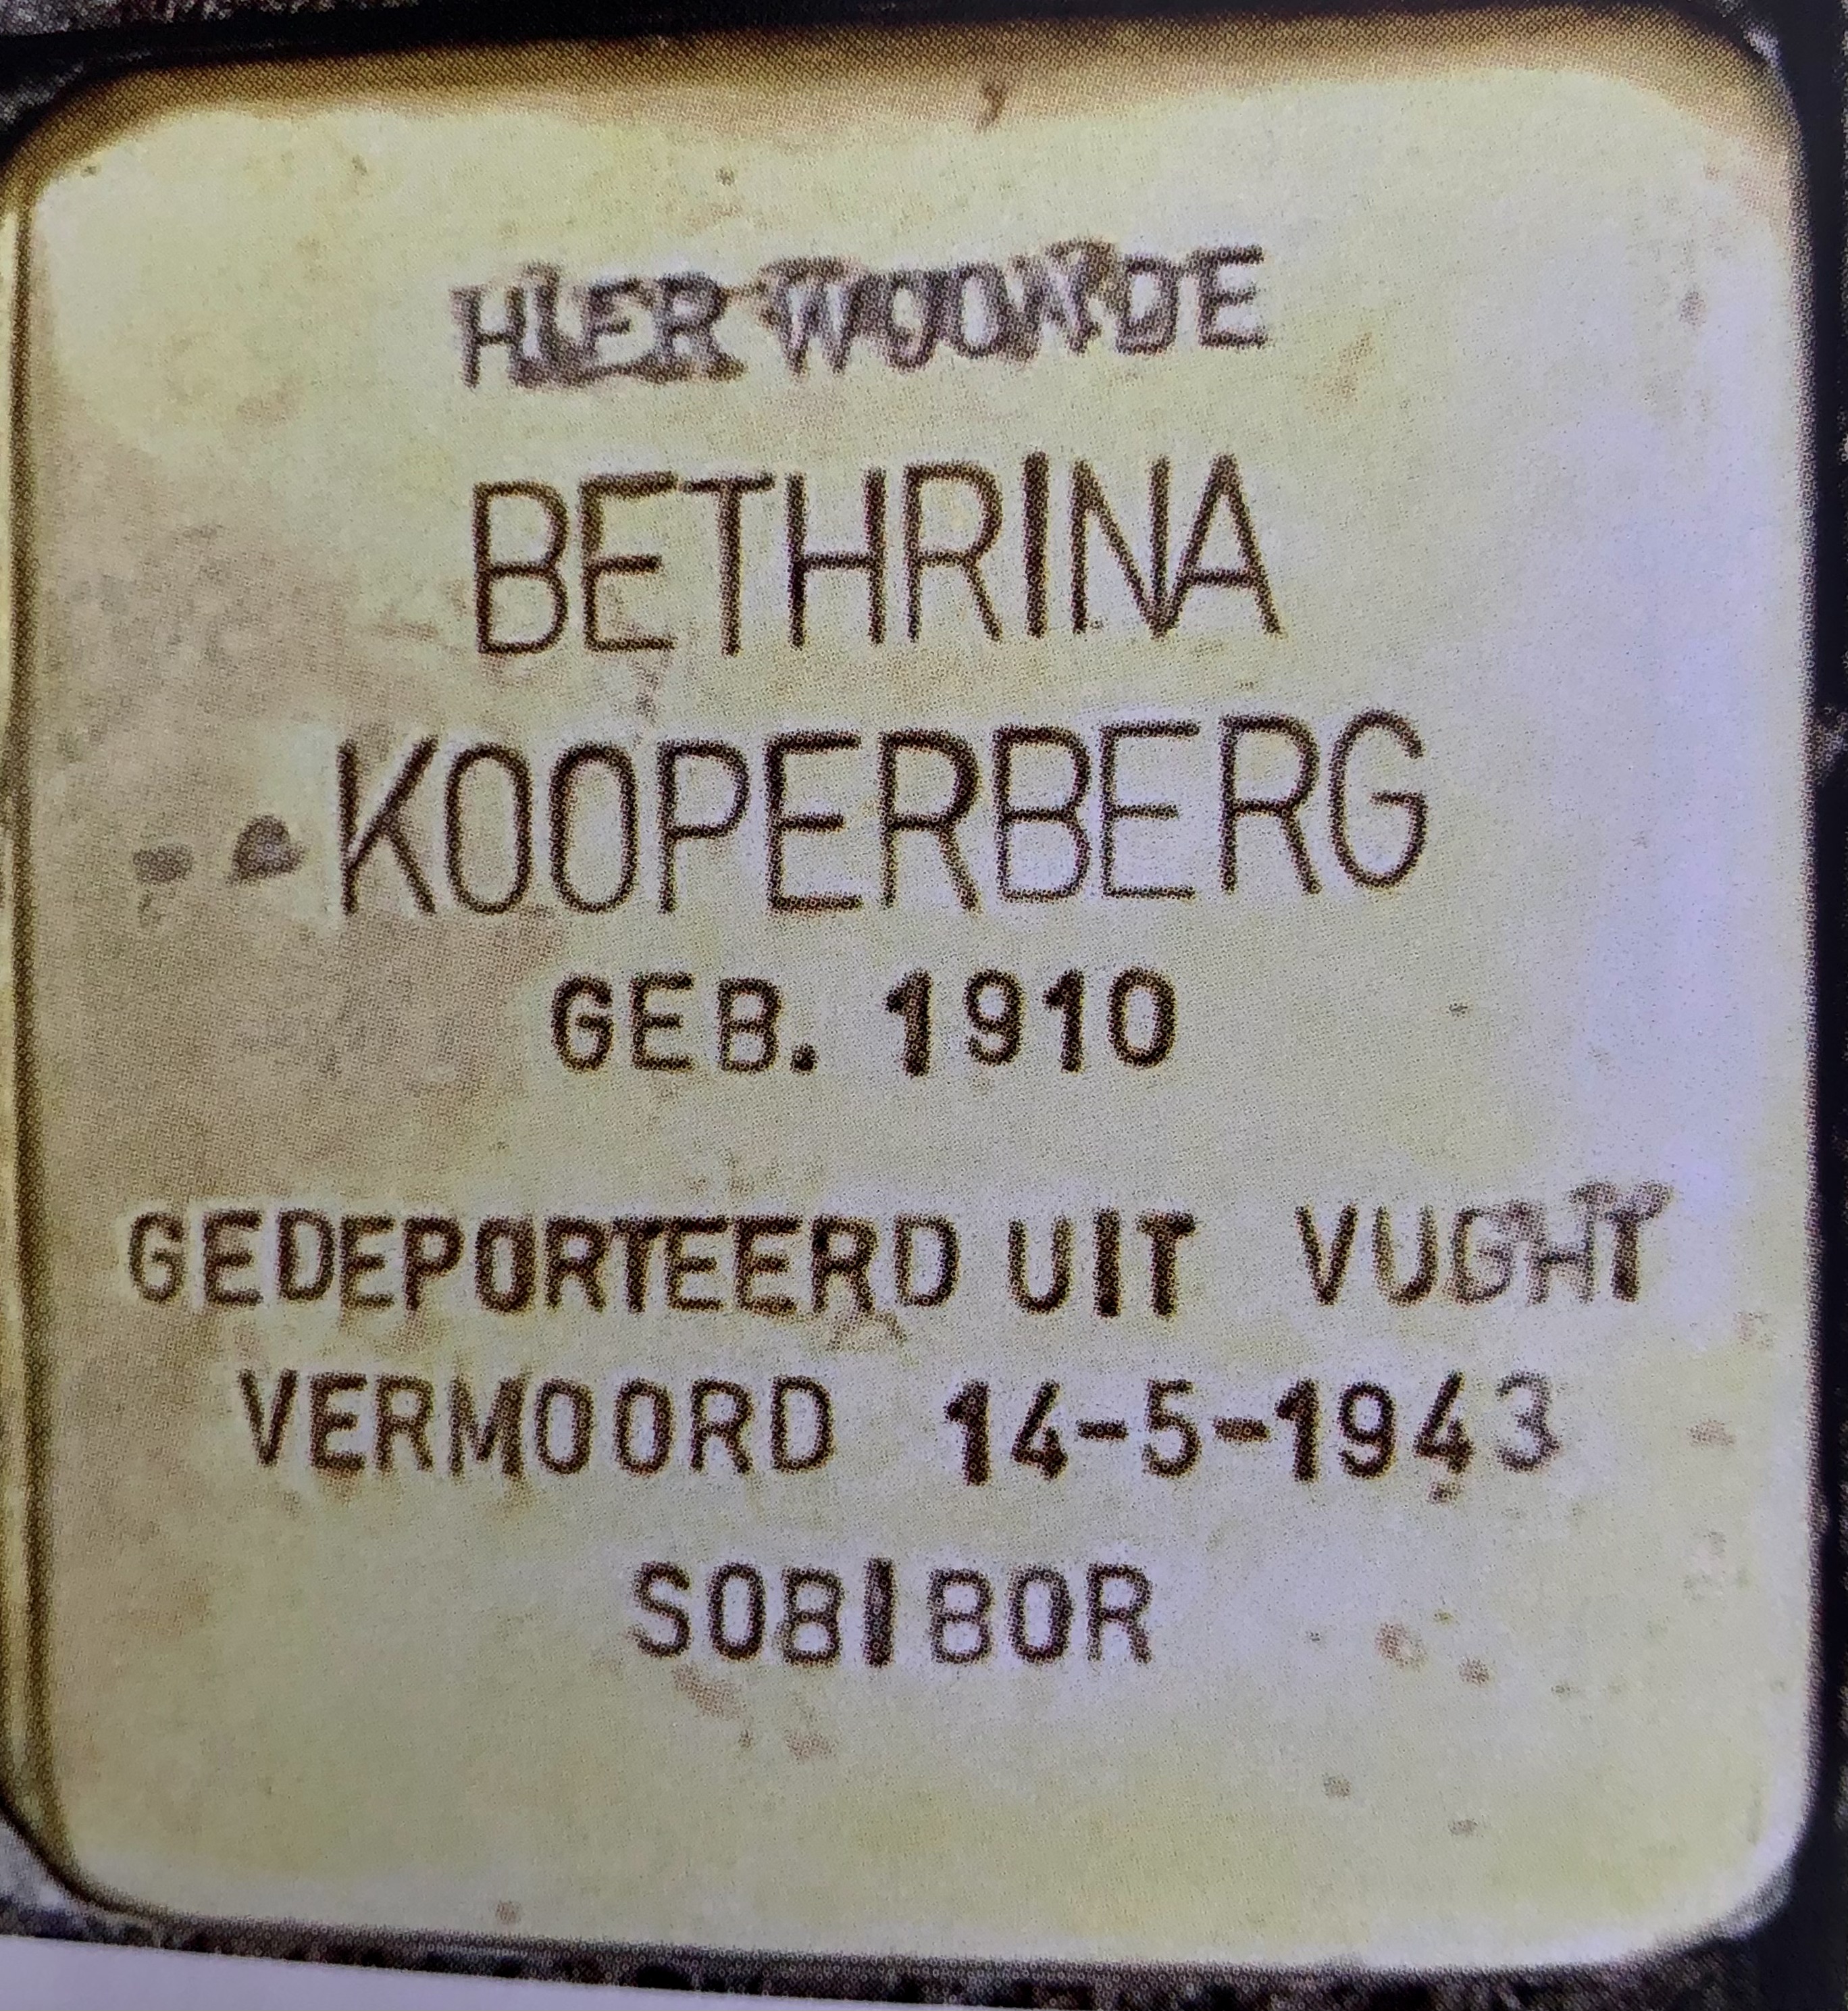 HIER WOONDE
BETHRINA
KOOPERBERG
GEB. 1910
GEDEPORTEERD UIT VUGHT
VERMOORD 14-5-1943
SOBIBOR